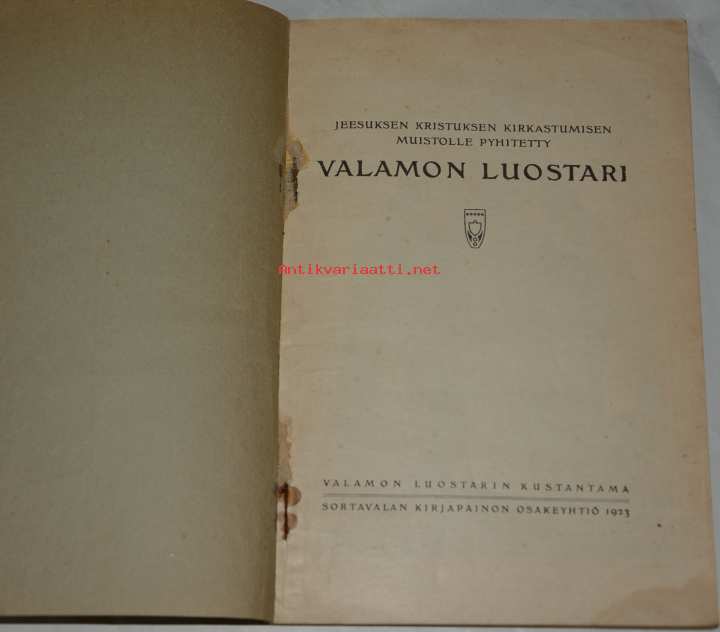 JEESUKSEN KRISTUKSEN KIRKASTUMISEN
MUISTOLLE PYHITETTY
VALAMON LUOSTARI
Antikvariaatti.net
VALAMON LUOSTARIN KUSTANTAMA
SORTAVALAN KIRJAPAINON OSAKEYHTIÖ 1923